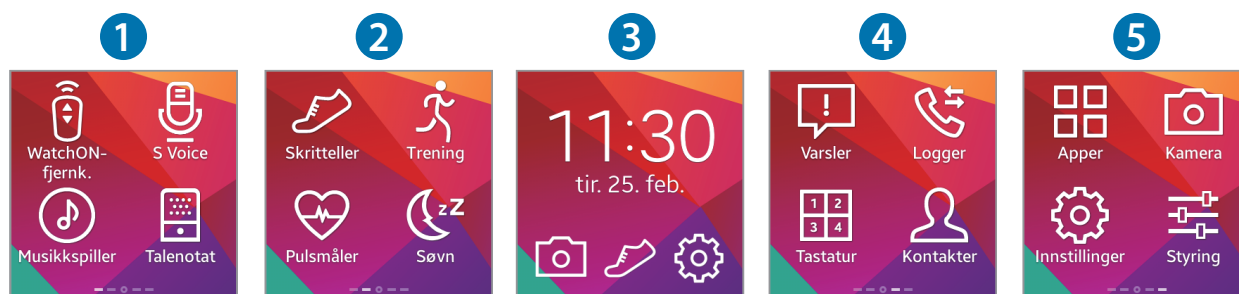 1
2
3
4
5
WatchON-
fjernk.
S Voice
Musikkspiller
Talenotat
Skritteller
Trening
Pulsmåler
zZ
Søvn
11:30
tir. 25. feb.
!
Varsler
Logger
1 2
3 4
Tastatur
Kontakter
Apper
Kamera
Innstillinger
Styring